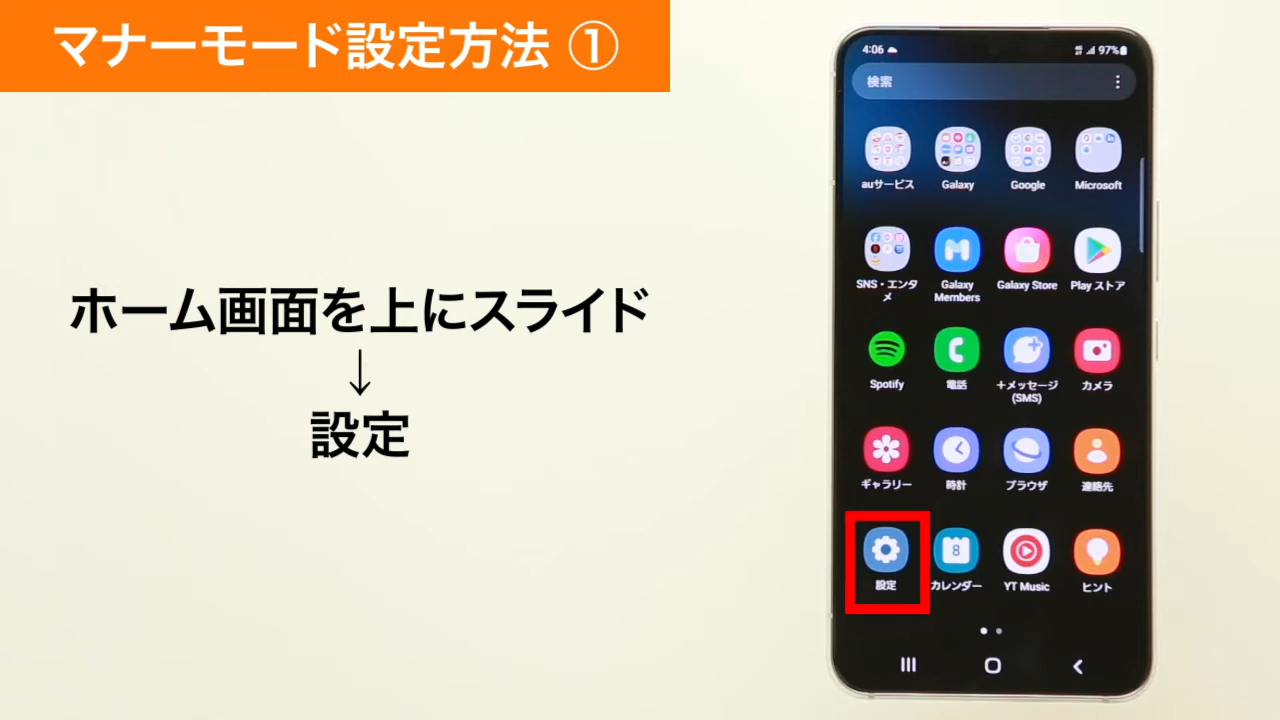 マナーモード設定方法 ①
ホーム画面を上にスライド
↓
設定
4:06
97%
検索
auサービス
Galaxy
Google
Microsoft
SNS・エンタ
メ
Galaxy
Members
Galaxy Store
Play ストア
Spotify
電話
+メッセージ
(SMS)
カメラ
ギャラリー
時計
ブラウザ
連絡先
設定
8
カレンダー
YT Music
ヒント